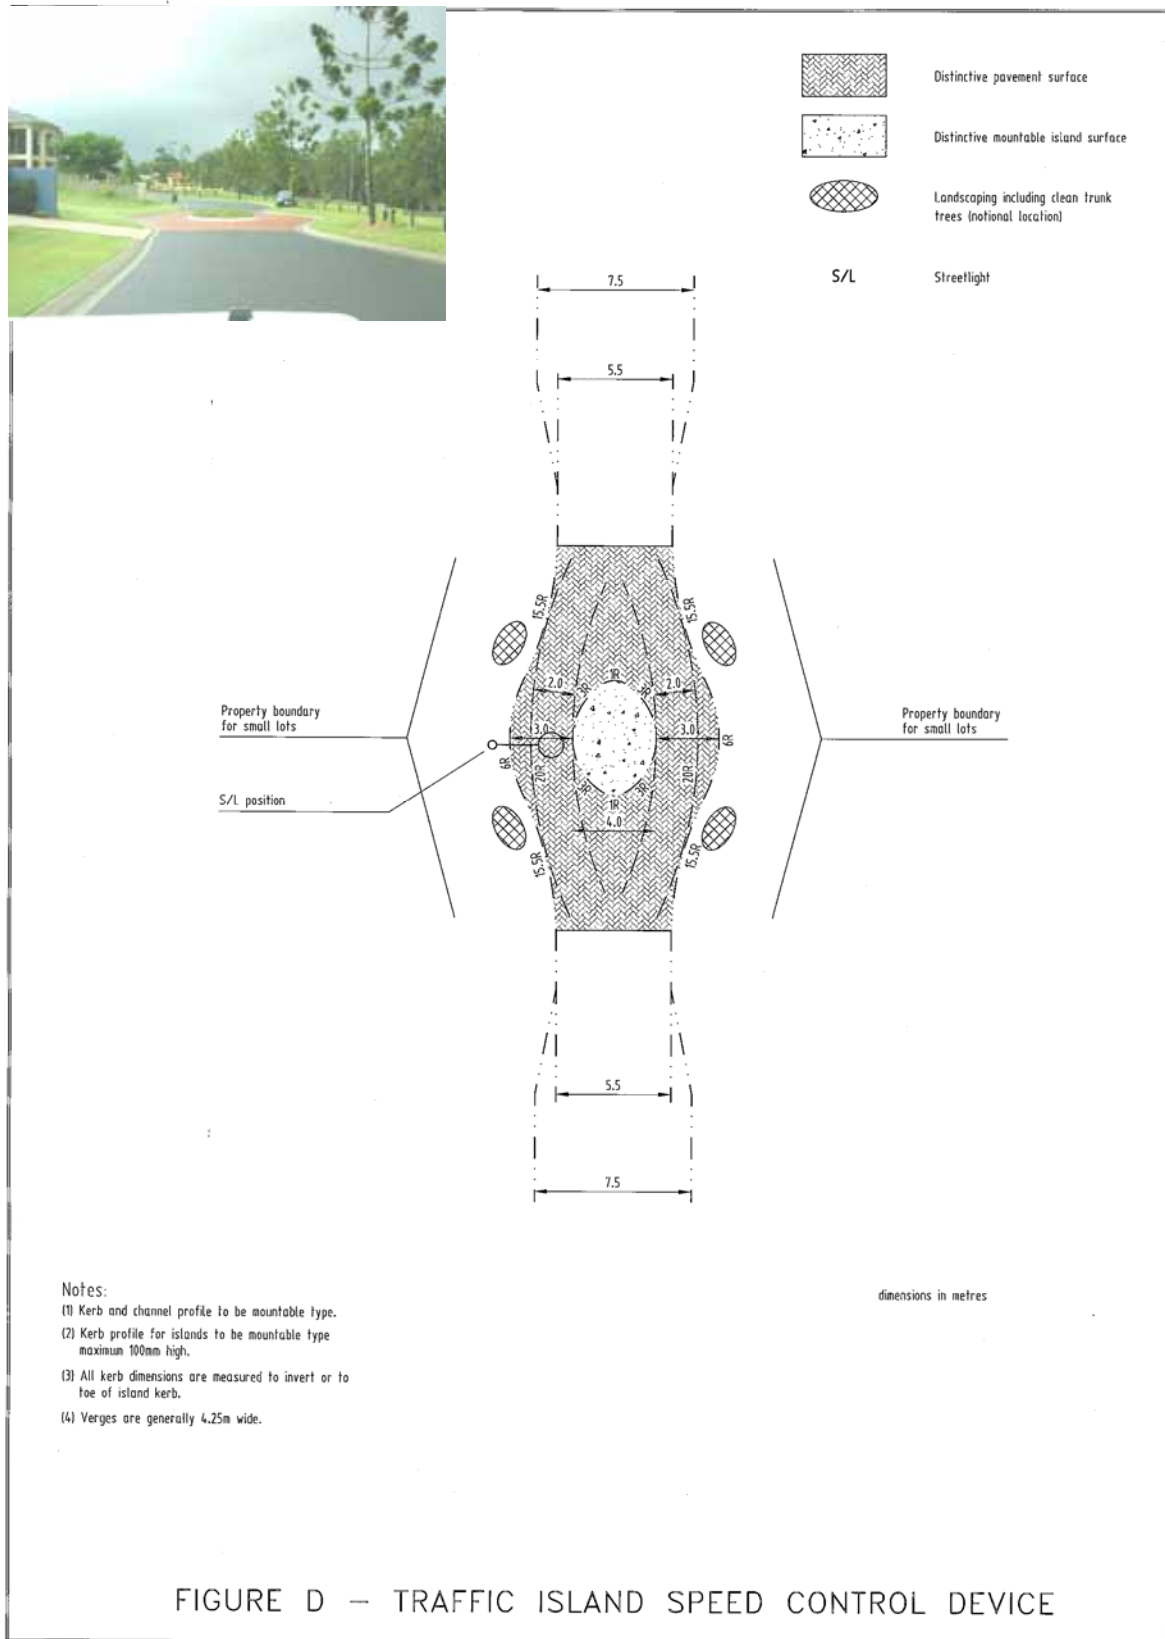 Distinctive pavement surface
Distinctive mountable island surface
Landscaping including clean trunk
trees (notional location)
S/L
Streetlight
7.5
5.5
15.5R
15.5R
1R
2.0
3R
3R
2.0
Property boundary
for small lots
Property boundary
for small lots
3.0
3.0
6R
6R
20R
20R
3R
3R
S/L position
1R
4.0
15.5R
15.5R
5.5
7.5
Notes:
(1) Kerb and channel profile to be mountable type.
(2) Kerb profile for islands to be mountable type
maximum 100mm high.
(3) All kerb dimensions are measured to invert or to
toe of island kerb.
(4) Verges are generally 4.25m wide.
dimensions in metres
FIGURE D – TRAFFIC ISLAND SPEED CONTROL DEVICE